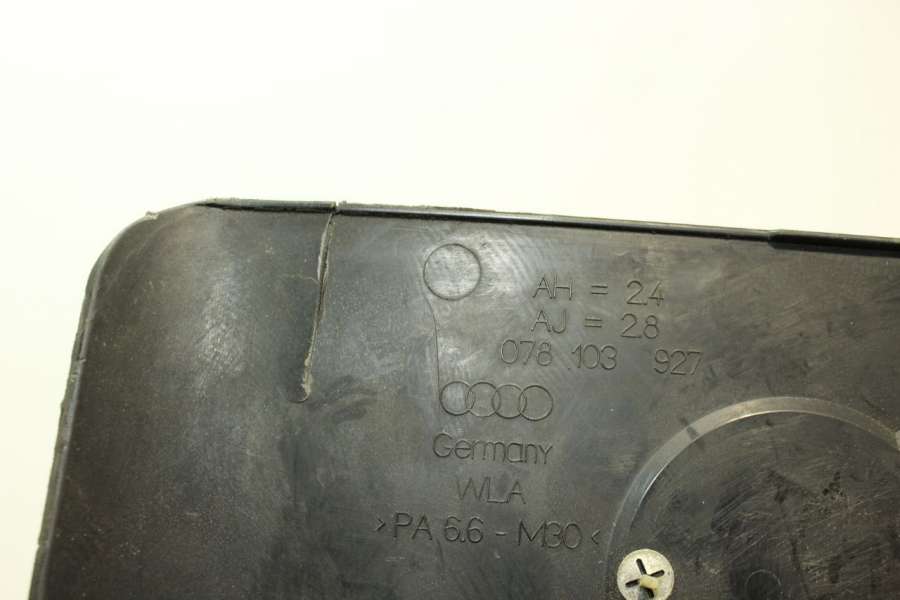 AH = 2.4
AJ = 2.8
078 103 927
Germany
WLA
>PA 6.6 - M30<